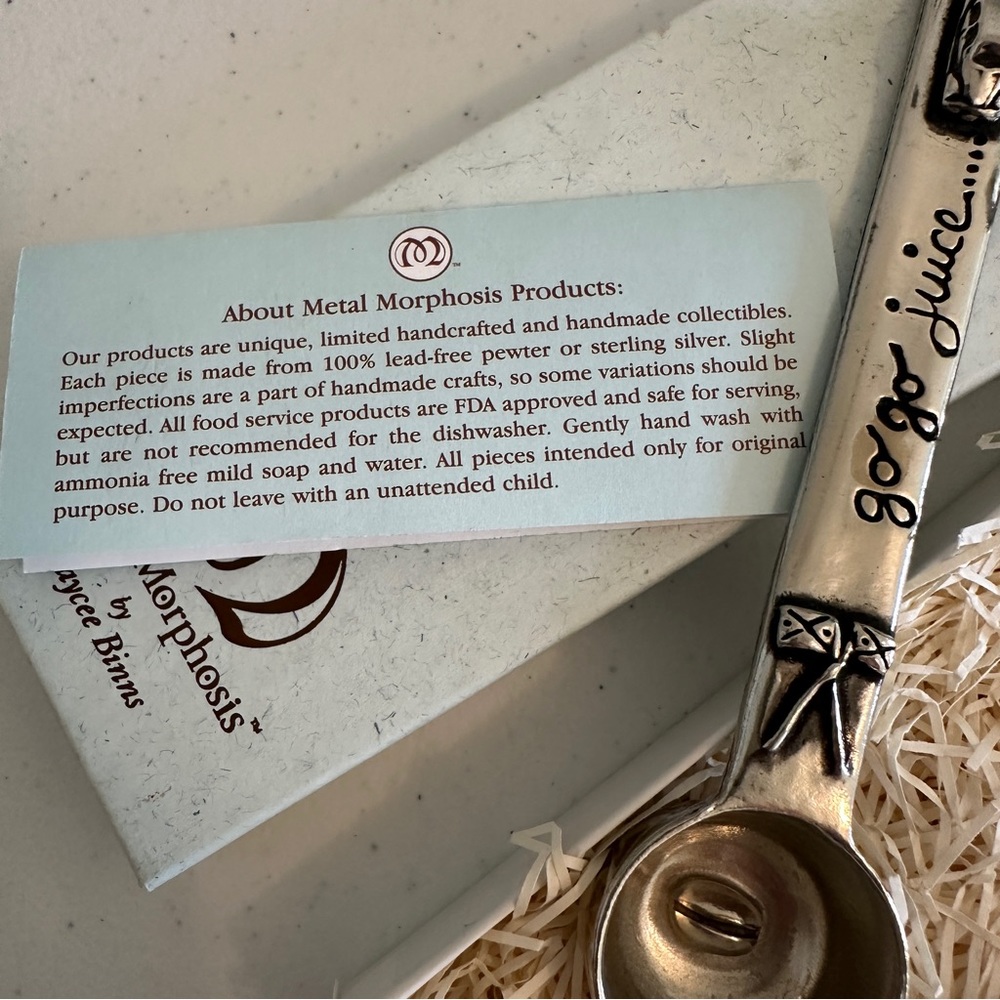 About Metal Morphosis Products:
Our products are unique, limited handcrafted and handmade collectibles.
Each piece is made from 100% lead-free pewter or sterling silver. Slight
imperfections are a part of handmade crafts, so some variations should be
expected. All food service products are FDA approved and safe for serving,
but are not recommended for the dishwasher. Gently hand wash with
ammonia free mild soap and water. All pieces intended only for original
purpose. Do not leave with an unattended child.
Morphosis™
by
aycee Binns
go go juice.....